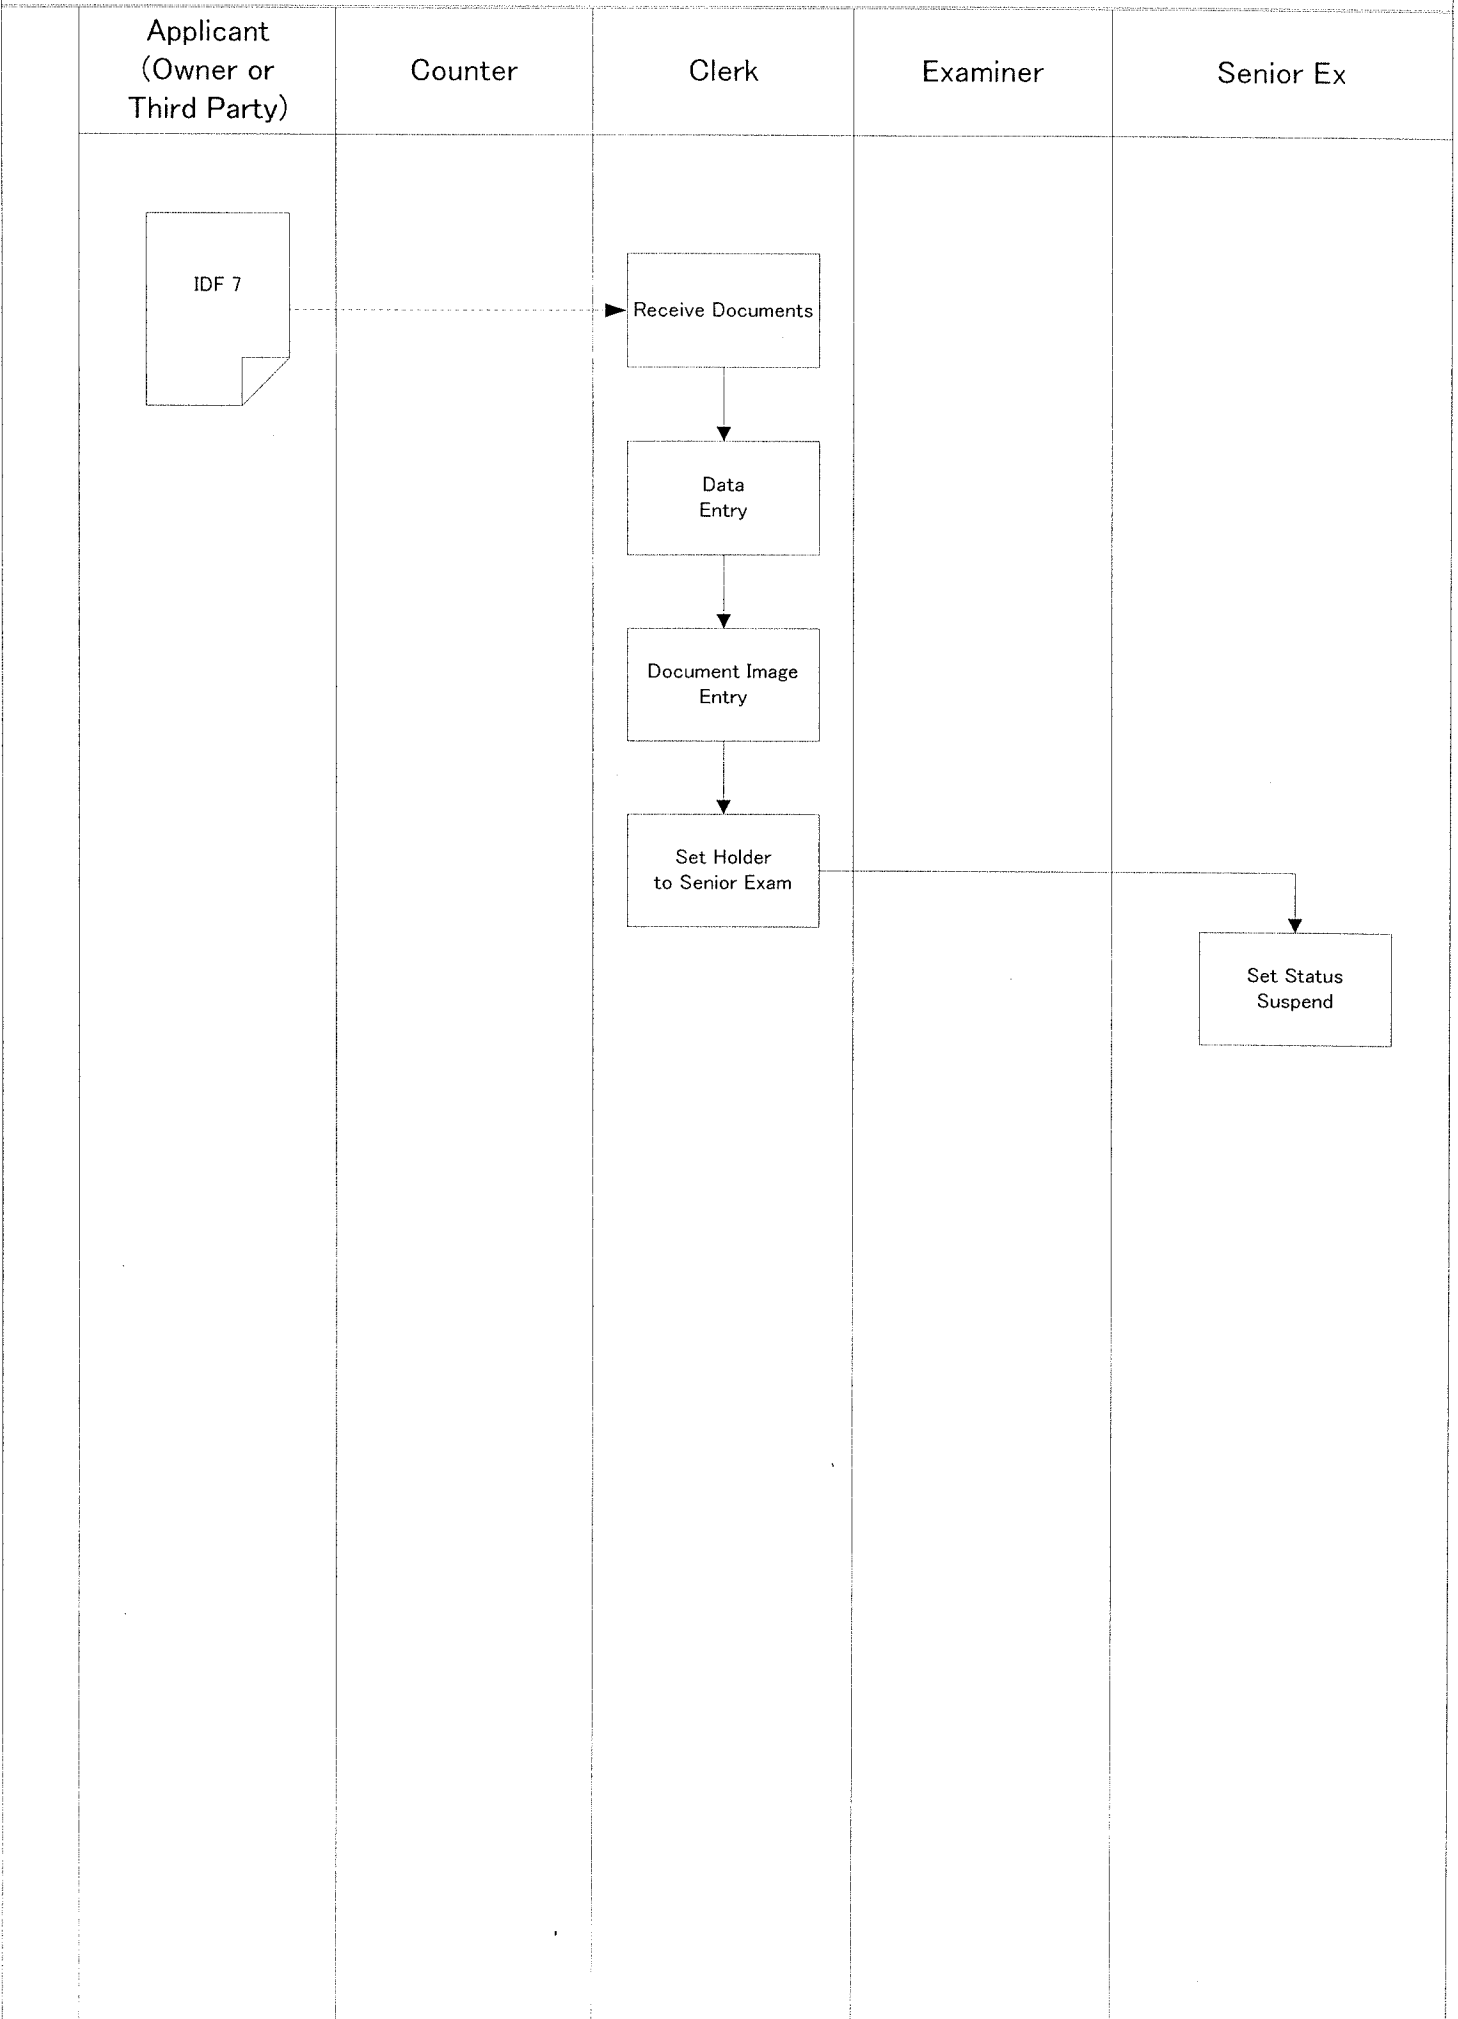 Applicant
(Owner or
Third Party)
Counter
Clerk
Examiner
Senior Ex
IDF 7
Receive Documents
Data
Entry
Document Image
Entry
Set Holder
to Senior Exam
Set Status
Suspend